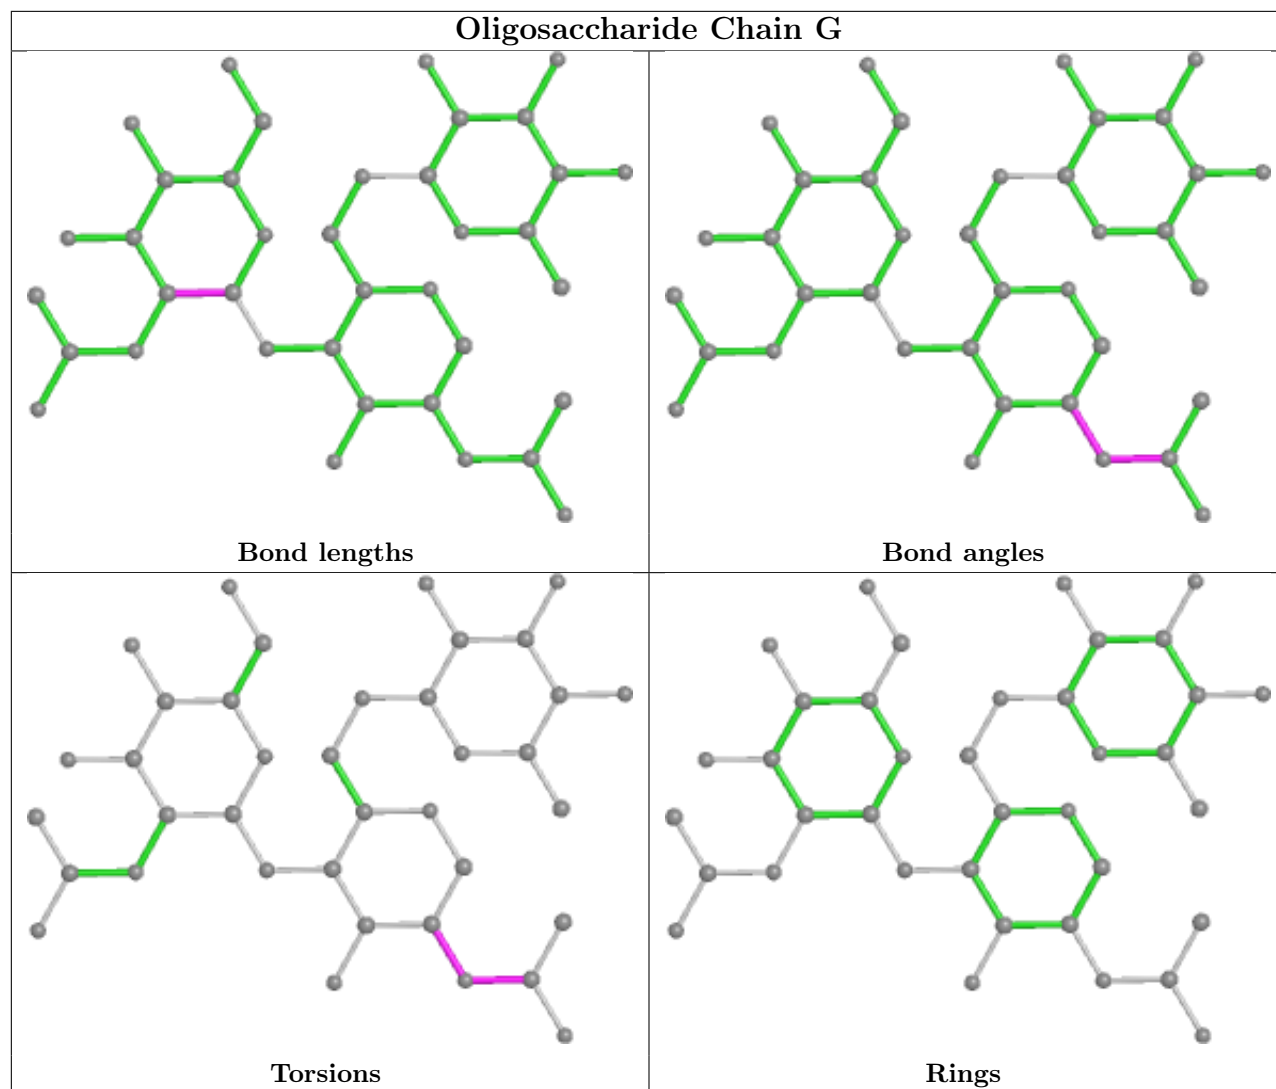 Oligosaccharide Chain G
Bond lengths
Bond angles
Torsions
Rings